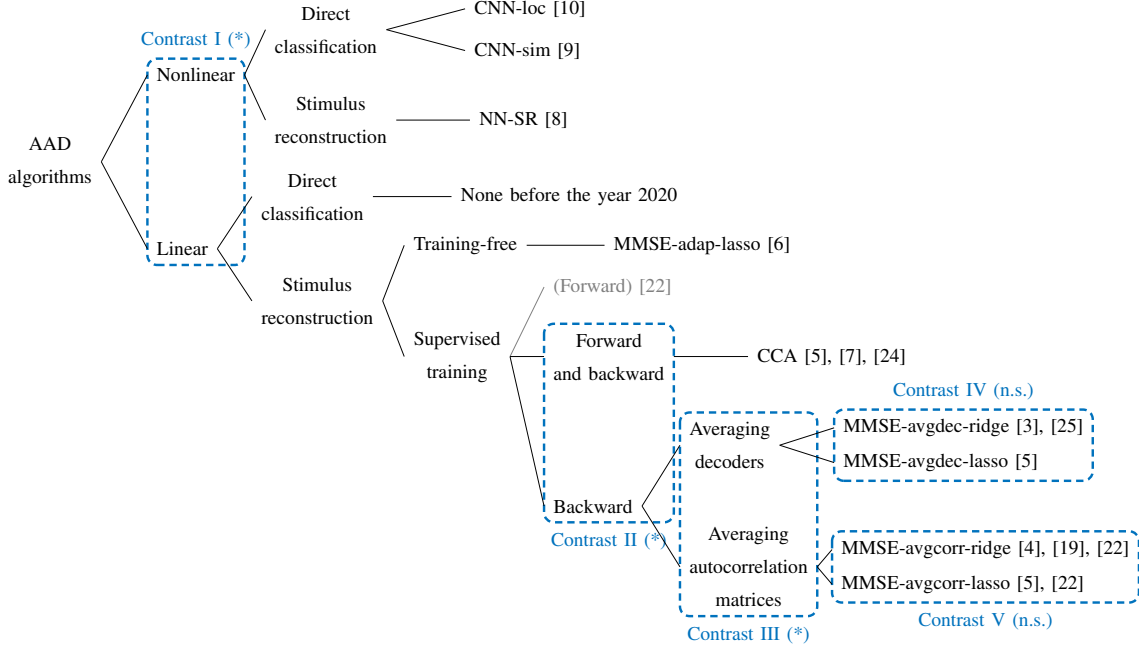 CNN-loc [10]
Direct
classification
Contrast I (*)
CNN-sim [9]
Nonlinear
Stimulus
reconstruction
NN-SR [8]
AAD
algorithms
Direct
classification
None before the year 2020
Linear
Training-free
MMSE-adap-lasso [6]
Stimulus
reconstruction
(Forward) [22]
Supervised
training
Forward
and backward
CCA [5], [7], [24]
Contrast IV (n.s.)
Averaging
decoders
MMSE-avgdec-ridge [3], [25]
MMSE-avgdec-lasso [5]
Backward
Contrast II (*)
Averaging
autocorrelation
matrices
MMSE-avgcorr-ridge [4], [19], [22]
MMSE-avgcorr-lasso [5], [22]
Contrast V (n.s.)
Contrast III (*)